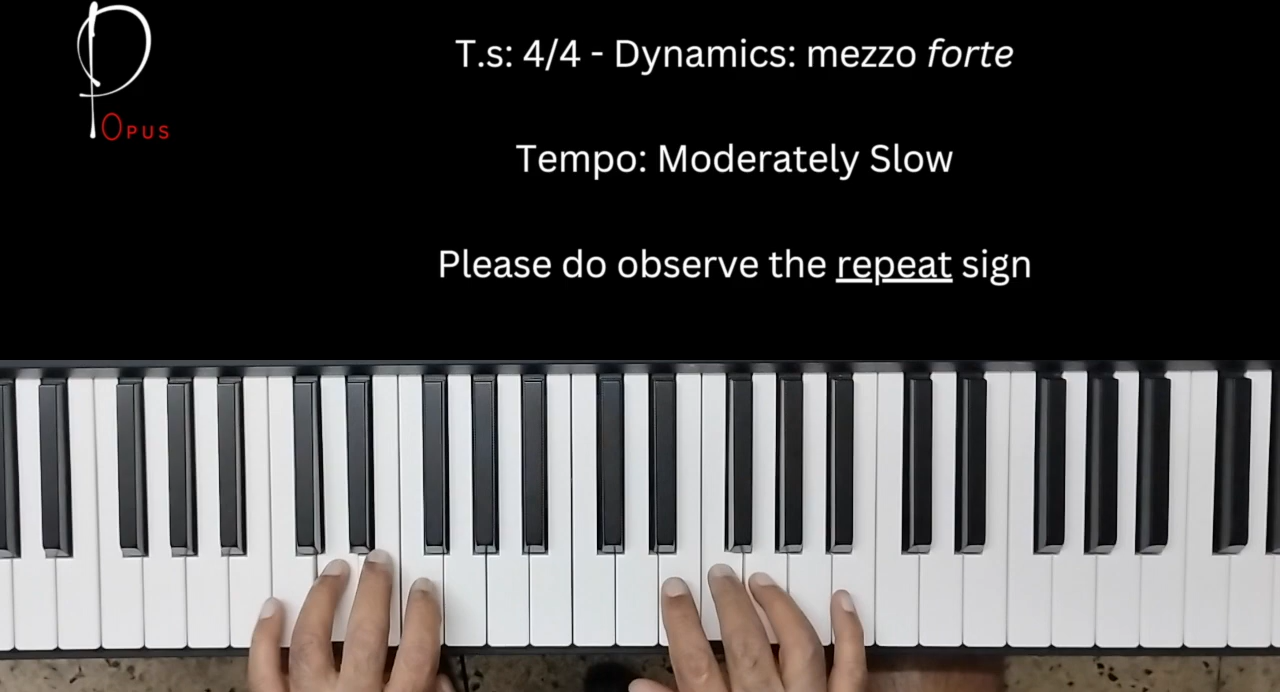 T.s: 4/4 - Dynamics: mezzo forte
P
Opus
Tempo: Moderately Slow
Please do observe the repeat sign